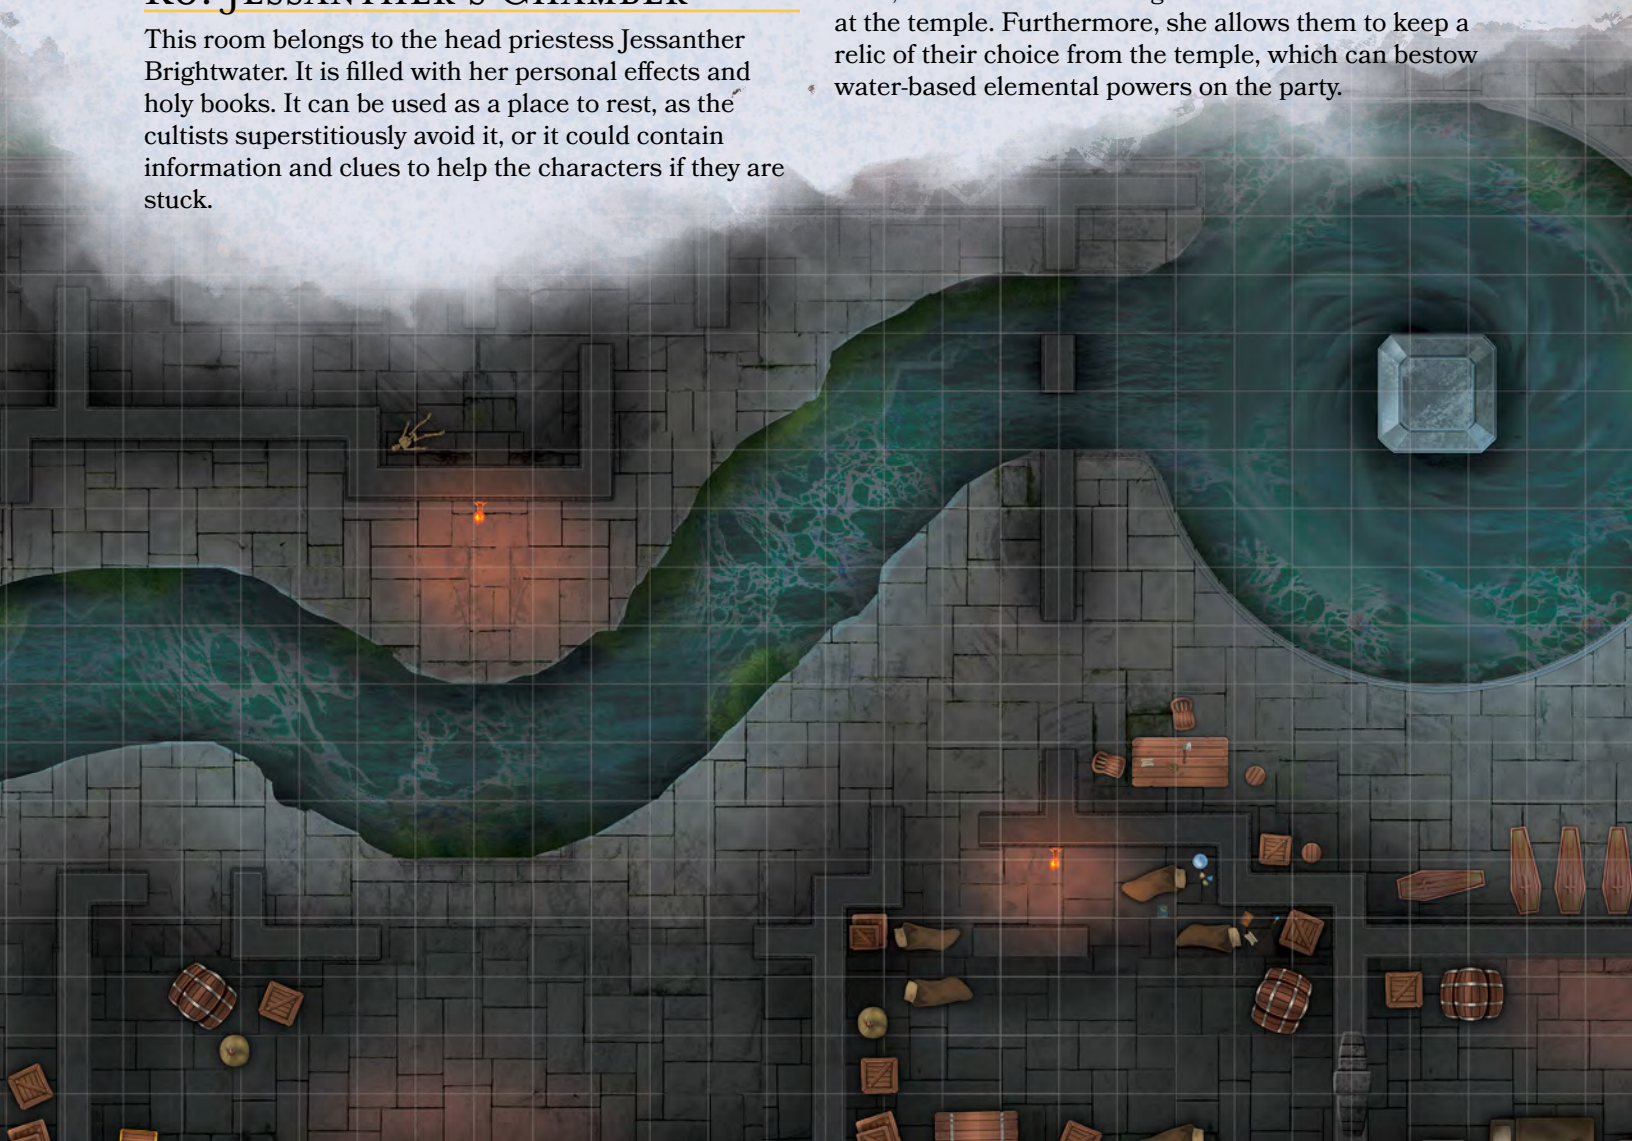 JESSANTHER'S CHAMBER
This room belongs to the head priestess Jessanther
Brightwater. It is filled with her personal effects and
holy books. It can be used as a place to rest, as the
cultists superstitiously avoid it, or it could contain
information and clues to help the characters if they are
stuck.
at the temple. Furthermore, she allows them to keep a
relic of their choice from the temple, which can bestow
water-based elemental powers on the party.